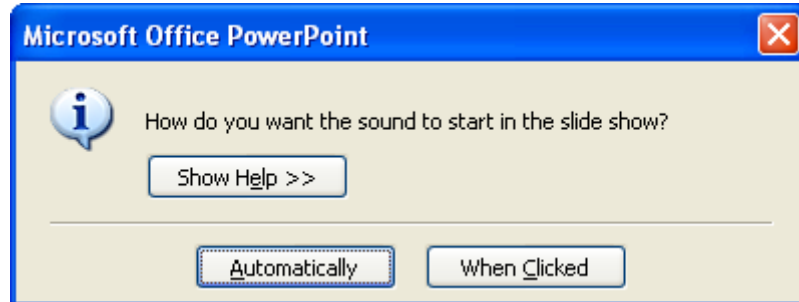 Microsoft Office PowerPoint
How do you want the sound to start in the slide show?
Show Help >>
Automatically When Clicked